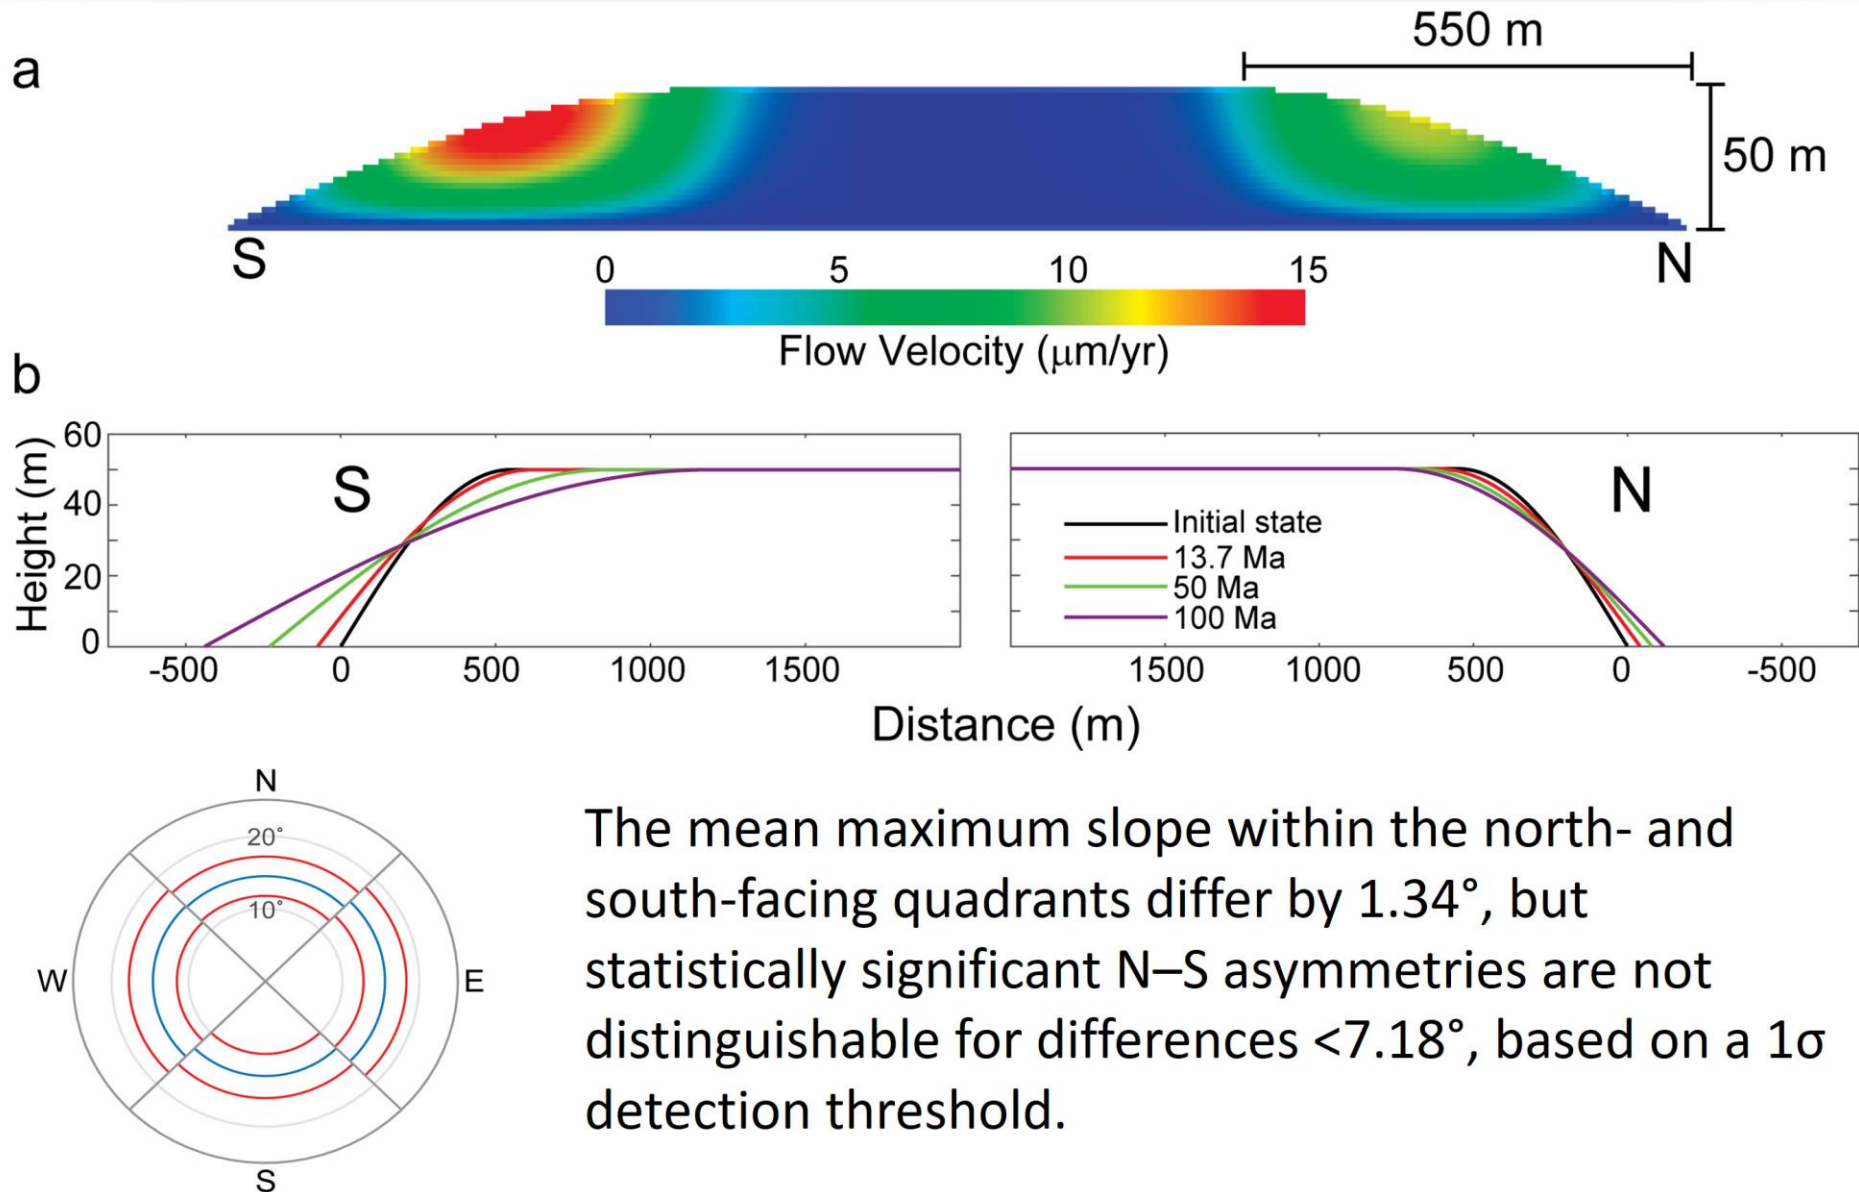 a
550 m
50 m
S
N
0 5 10 15
Flow Velocity (μm/yr)
b
Height (m)
60
40
20
0
S
N
Initial state
13.7 Ma
50 Ma
100 Ma
-500 0 500 1000 1500
1500 1000 500 0 -500
Distance (m)
N
20°
10°
W
E
S
The mean maximum slope within the north- and
south-facing quadrants differ by 1.34°, but
statistically significant N–S asymmetries are not
distinguishable for differences <7.18°, based on a 1σ
detection threshold.